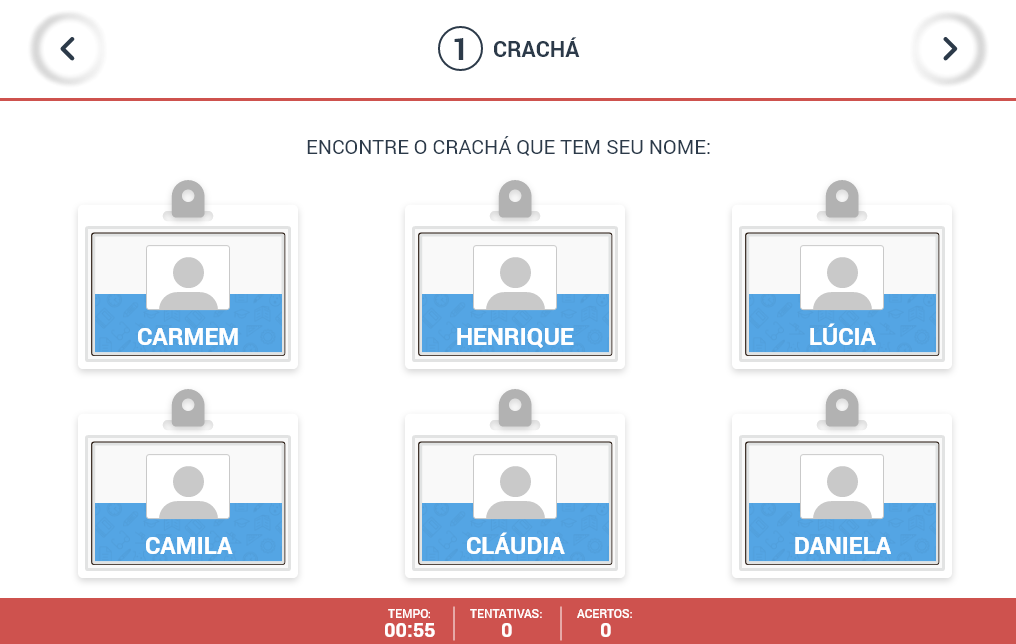 1 CRACHÁ
ENCONTRE O CRACHÁ QUE TEM SEU NOME:
CARMEM
HENRIQUE
LÚCIA
CAMILA
CLÁUDIA
DANIELA
TEMPO:
00:55
TENTATIVAS:
0
ACERTOS:
0